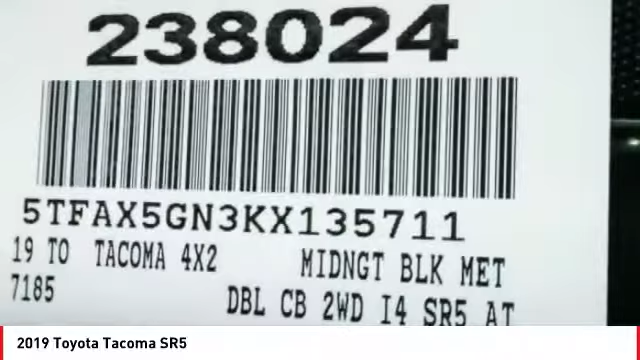 238024
5TFAX5GN3KX135711
19 TO TACOMA 4X2 MIDNGT BLK MET
7185 DBL CB 2WD I4 SR5 AT
2019 Toyota Tacoma SR5